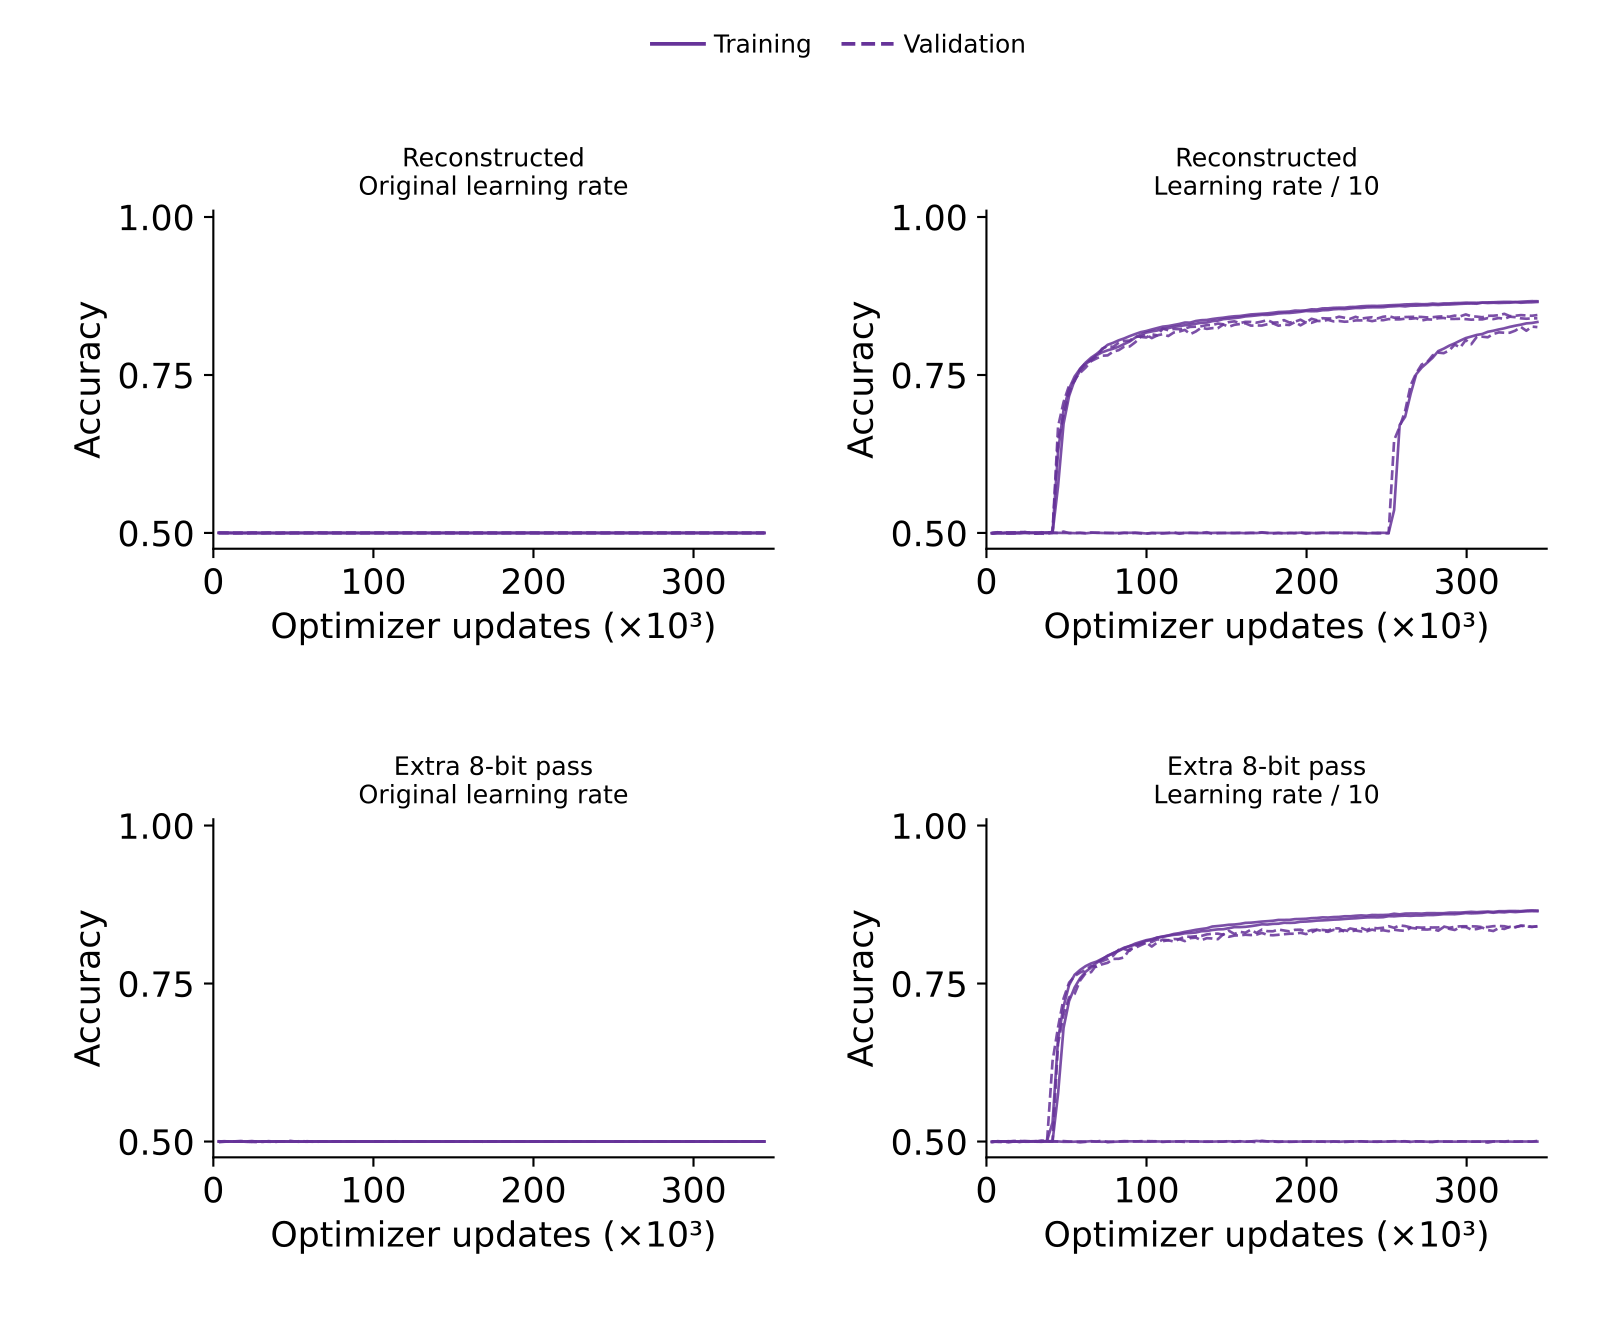 Training Validation
Reconstructed
Original learning rate
1.00
0.75
0.50
Accuracy
0 100 200 300
Optimizer updates (×10³)
Reconstructed
Learning rate / 10
1.00
0.75
0.50
Accuracy
0 100 200 300
Optimizer updates (×10³)
Extra 8-bit pass
Original learning rate
1.00
0.75
0.50
Accuracy
0 100 200 300
Optimizer updates (×10³)
Extra 8-bit pass
Learning rate / 10
1.00
0.75
0.50
Accuracy
0 100 200 300
Optimizer updates (×10³)